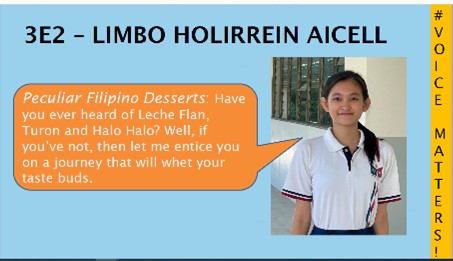 3E2 – LIMBO HOLIRREIN AICELL
Peculiar Filipino Desserts: Have
you ever heard of Leche Flan,
Turon and Halo Halo? Well, if
you've not, then let me entice you
on a journey that will whet your
taste buds.
#VOICE MATTERS!